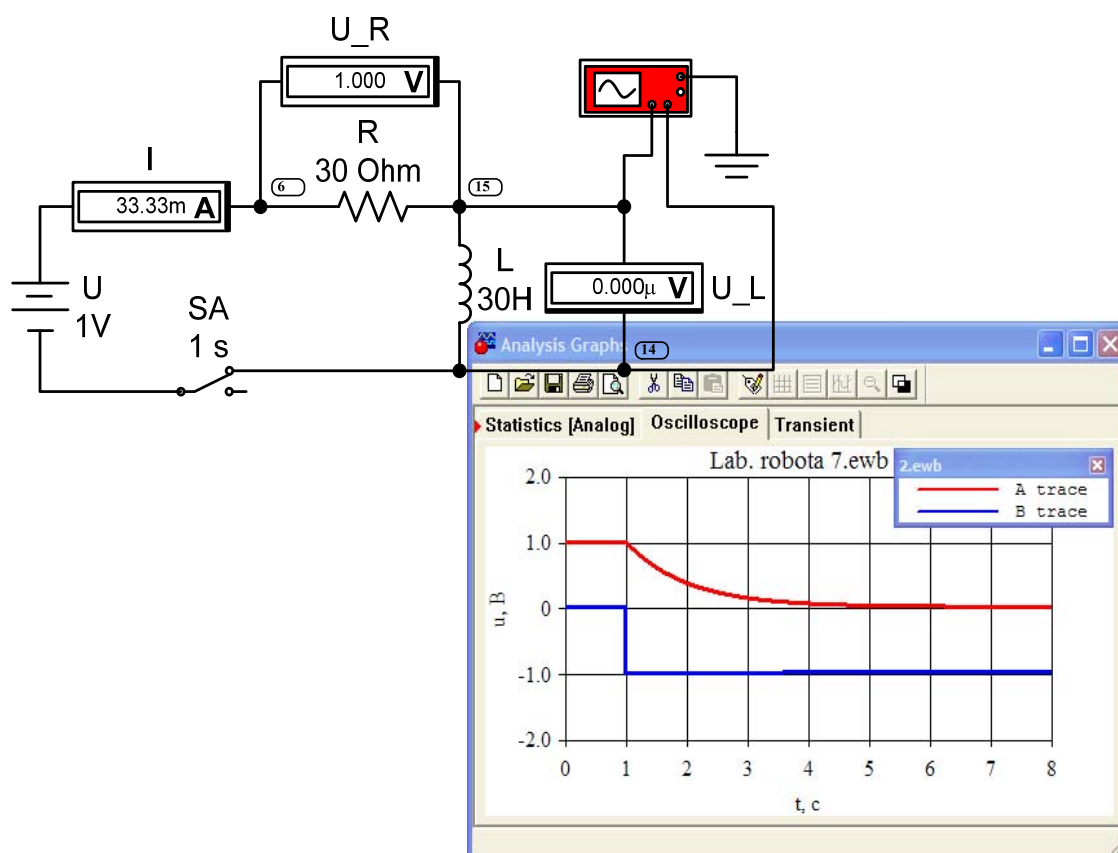 U_R
1.000 V
R
30 Ohm
I
33.33m A
6
15
L
30H
0.000µ V
U_L
U
1V
SA
1 s
14
Analysis Graphs
Statistics [Analog] Oscilloscope Transient
Lab. robota 7.ewb
2.ewb
A trace
B trace
2.0
1.0
0
-1.0
-2.0
u, B
0 1 2 3 4 5 6 7 8
t, c